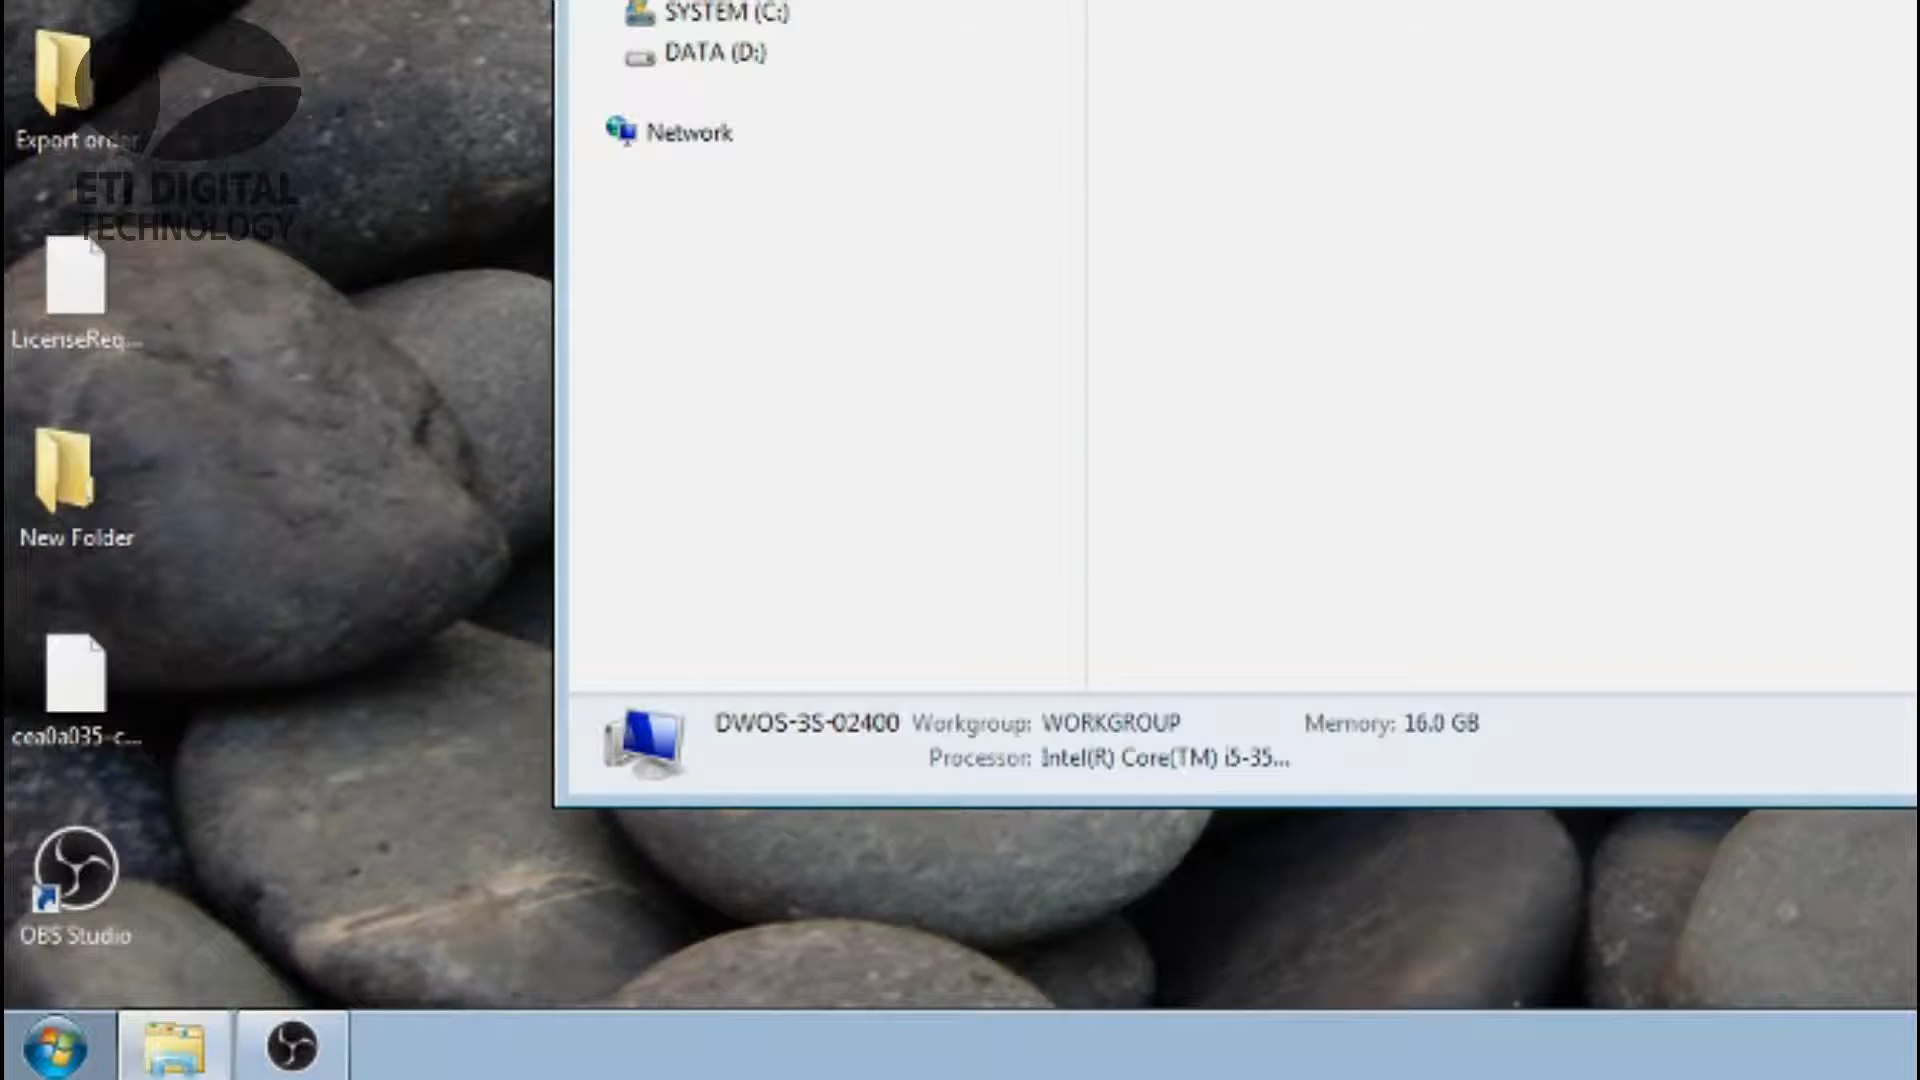 SYSTEM (C:)
DATA (D:)
Network
Export order
ETI DIGITAL
TECHNOLOGY
LicenseReq...
New Folder
cea0a035-c...
OBS Studio
DWOS-3S-02400 Workgroup: WORKGROUP Memory: 16.0 GB
Processor: Intel(R) Core(TM) i5-35...